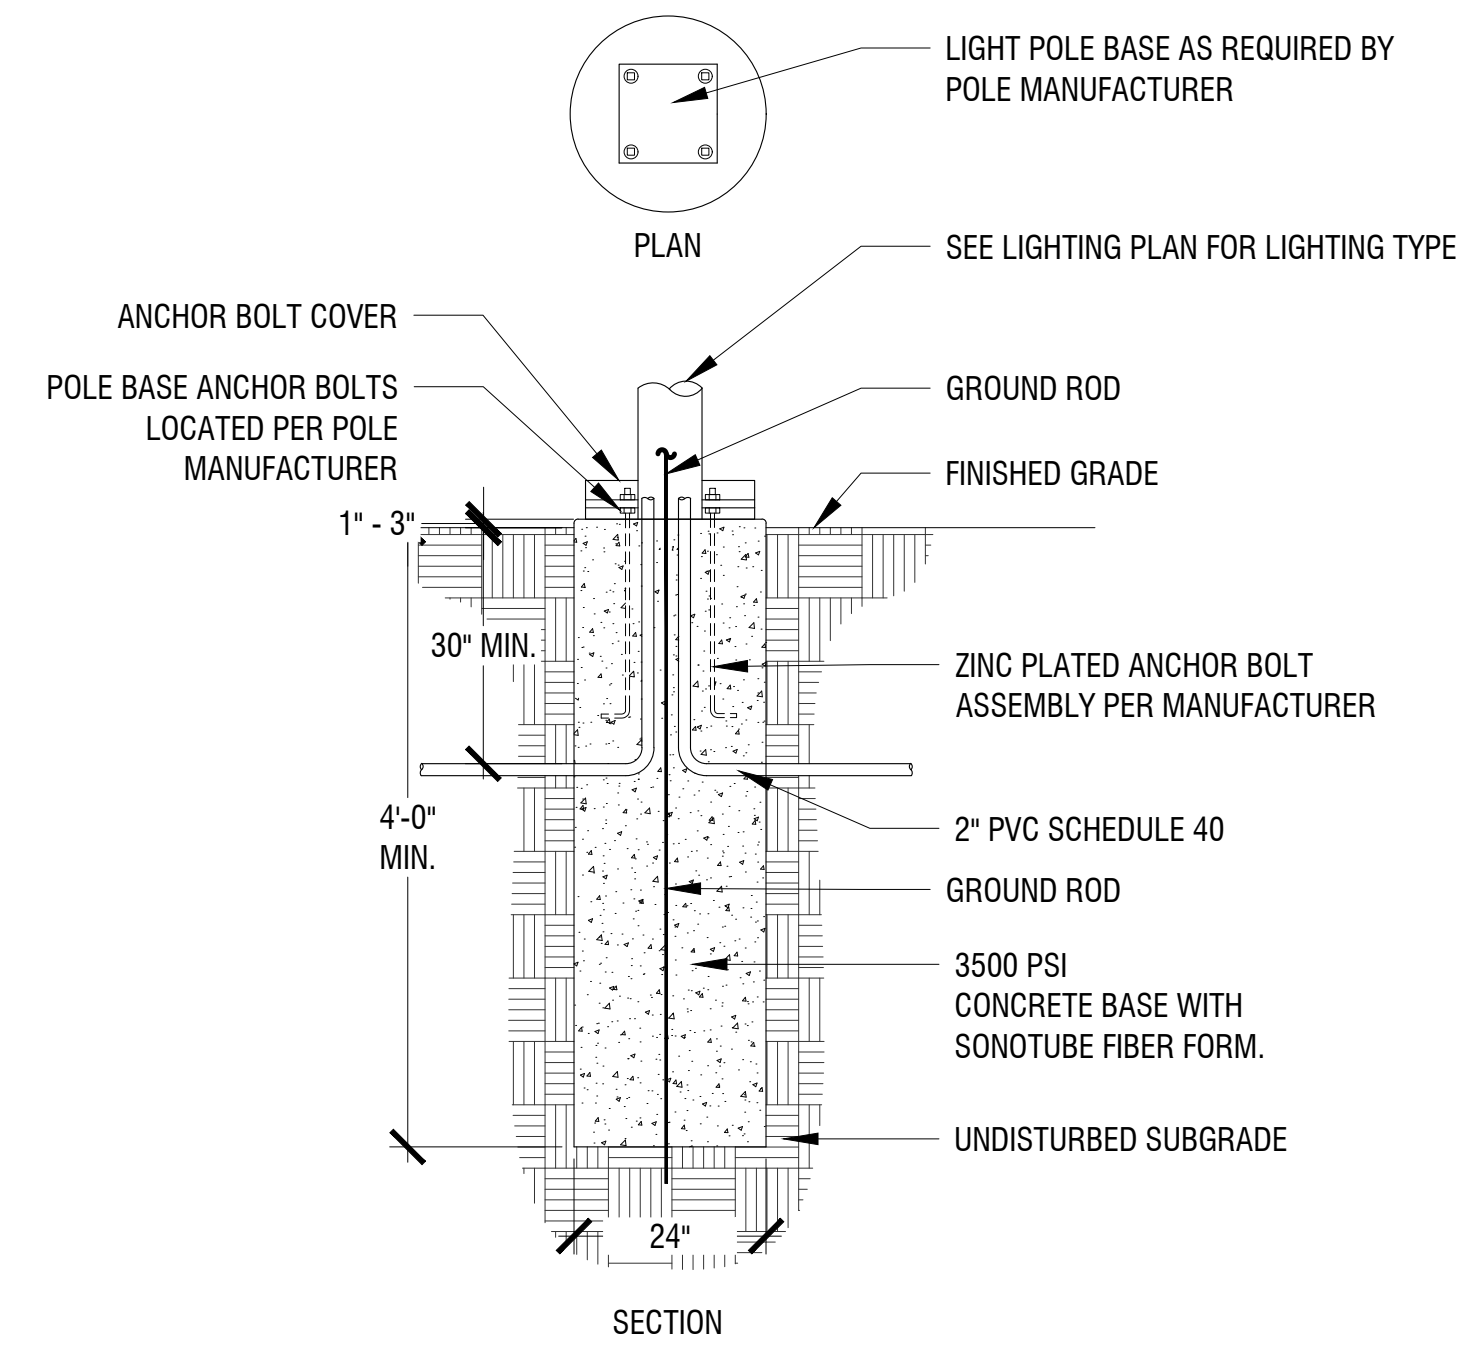 LIGHT POLE BASE AS REQUIRED BY
POLE MANUFACTURER
PLAN
SEE LIGHTING PLAN FOR LIGHTING TYPE
ANCHOR BOLT COVER
POLE BASE ANCHOR BOLTS
LOCATED PER POLE
MANUFACTURER
GROUND ROD
FINISHED GRADE
1" - 3"
30" MIN.
ZINC PLATED ANCHOR BOLT
ASSEMBLY PER MANUFACTURER
4'-0"
MIN.
2" PVC SCHEDULE 40
GROUND ROD
3500 PSI
CONCRETE BASE WITH
SONOTUBE FIBER FORM.
UNDISTURBED SUBGRADE
24"
SECTION